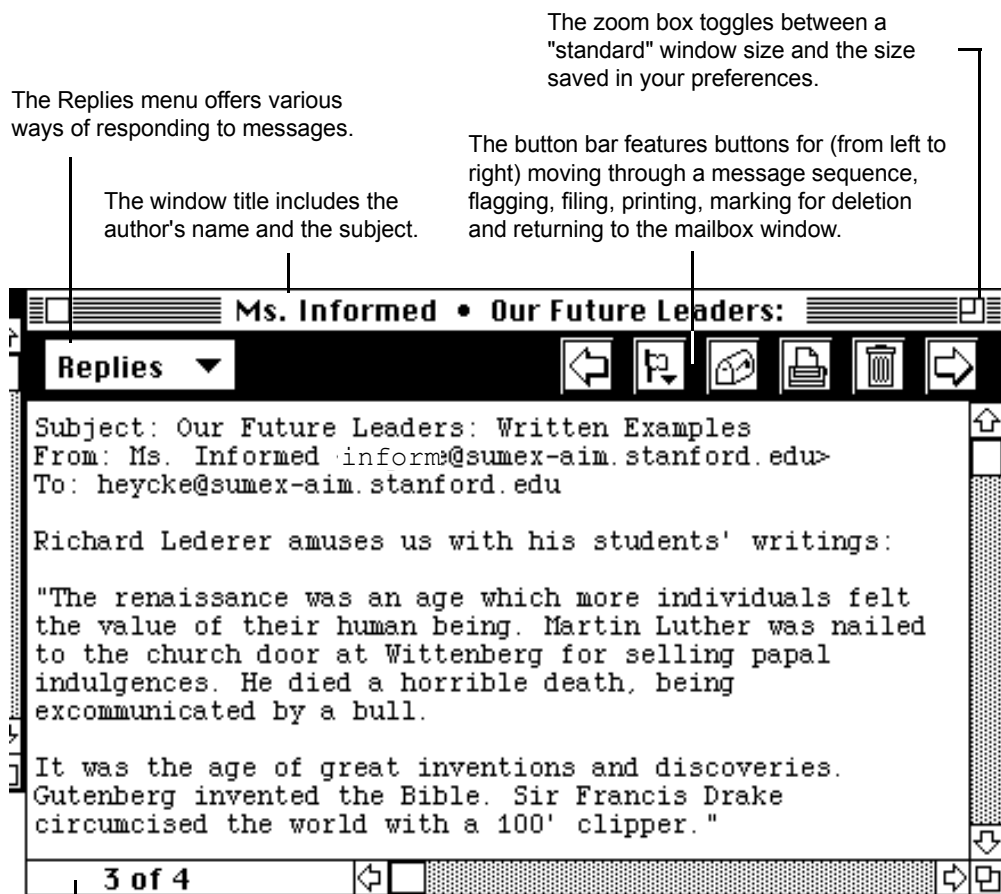 The zoom box toggles between a
"standard" window size and the size
saved in your preferences.
The Replies menu offers various
ways of responding to messages.
The button bar features buttons for (from left to
right) moving through a message sequence,
flagging, filing, printing, marking for deletion
and returning to the mailbox window.
The window title includes the
author's name and the subject.
Ms. Informed • Our Future Leaders:
Replies
Subject: Our Future Leaders: Written Examples
From: Ms. Informed inform@sumex-aim.stanford.edu>
To: heycke@sumex-aim.stanford.edu
Richard Lederer amuses us with his students' writings:
"The renaissance was an age which more individuals felt
the value of their human being. Martin Luther was nailed
to the church door at Wittenberg for selling papal
indulgences. He died a horrible death, being
excommunicated by a bull.
It was the age of great inventions and discoveries.
Gutenberg invented the Bible. Sir Francis Drake
circumcised the world with a 100' clipper."
3 of 4